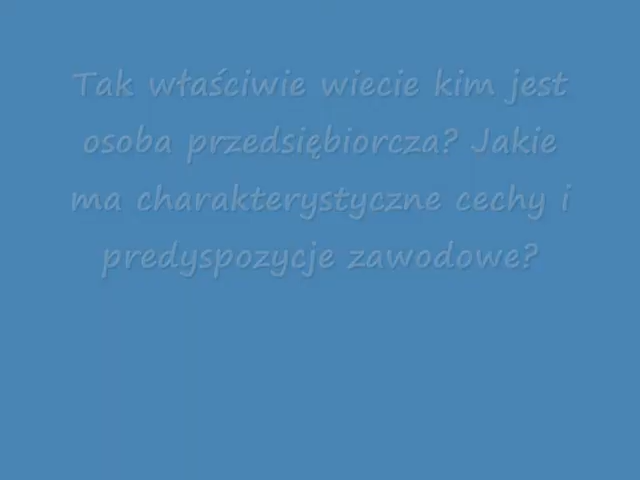 Tak właściwie wiecie kim jest
osoba przedsiębiorcza? Jakie
ma charakterystyczne cechy i
predyspozycje zawodowe?